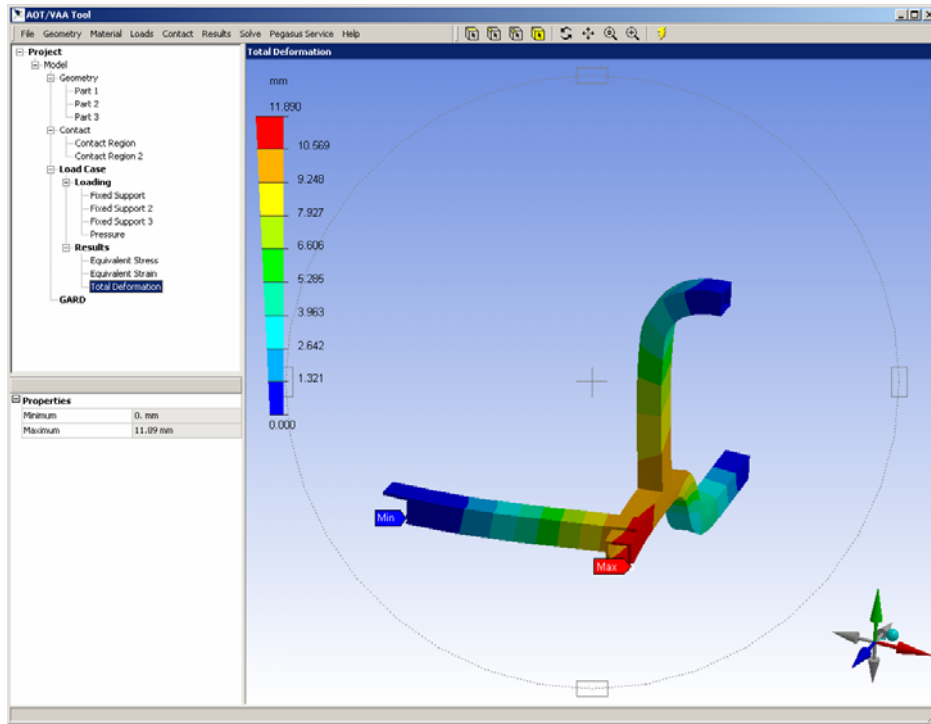 AOT/VAA Tool
File Geometry Material Loads Contact Results Solve Pegasus Service Help
Project
Model
Geometry
Part 1
Part 2
Part 3
Contact
Contact Region
Contact Region 2
Load Case
Loading
Fixed Support
Fixed Support 2
Fixed Support 3
Pressure
Results
Equivalent Stress
Equivalent Strain
Total Deformation
GARD
Properties
Minimum 0. mm
Maximum 11.89 mm
Total Deformation
mm
11.890
10.569
9.248
7.927
6.606
5.285
3.963
2.642
1.321
0.000
Min
Max